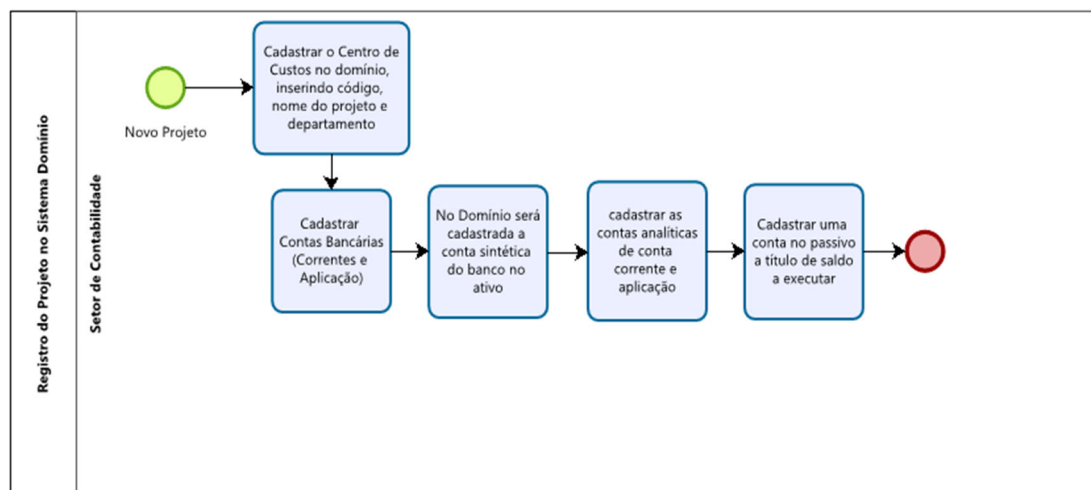 Registro do Projeto no Sistema Domínio
Setor de Contabilidade
Novo Projeto
Cadastrar o Centro de
Custos no domínio,
inserindo código,
nome do projeto e
departamento
Cadastrar
Contas Bancárias
(Correntes e
Aplicação)
No Domínio será
cadastrada a
conta sintética
do banco no
ativo
cadastrar as
contas analíticas
de conta
corrente e
aplicação
Cadastrar uma
conta no passivo
a título de saldo
a executar